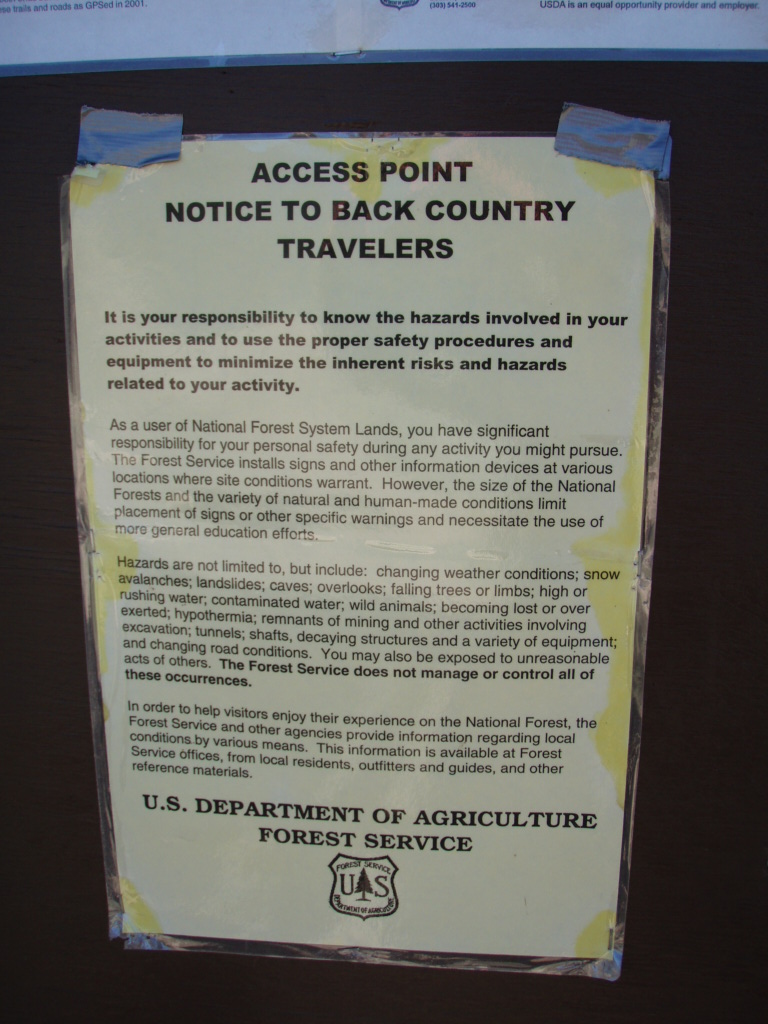 se trails and roads as GPSed in 2001.
(303) 541-2500
USDA is an equal opportunity provider and employer.
ACCESS POINT
NOTICE TO BACK COUNTRY
TRAVELERS
It is your responsibility to know the hazards involved in your
activities and to use the proper safety procedures and
equipment to minimize the inherent risks and hazards
related to your activity.
As a user of National Forest System Lands, you have significant
responsibility for your personal safety during any activity you might pursue.
The Forest Service installs signs and other information devices at various
locations where site conditions warrant. However, the size of the National
Forests and the variety of natural and human-made conditions limit
placement of signs or other specific warnings and necessitate the use of
more general education efforts.
Hazards are not limited to, but include: changing weather conditions; snow
avalanches; landslides; caves; overlooks; falling trees or limbs; high or
rushing water; contaminated water; wild animals; becoming lost or over
exerted; hypothermia; remnants of mining and other activities involving
excavation; tunnels; shafts, decaying structures and a variety of equipment;
and changing road conditions. You may also be exposed to unreasonable
acts of others. The Forest Service does not manage or control all of
these occurrences.
In order to help visitors enjoy their experience on the National Forest, the
Forest Service and other agencies provide information regarding local
conditions by various means. This information is available at Forest
Service offices, from local residents, outfitters and guides, and other
reference materials.
U.S. DEPARTMENT OF AGRICULTURE
FOREST SERVICE
FOREST SERVICE
U S
DEPARTMENT OF AGRICULTURE